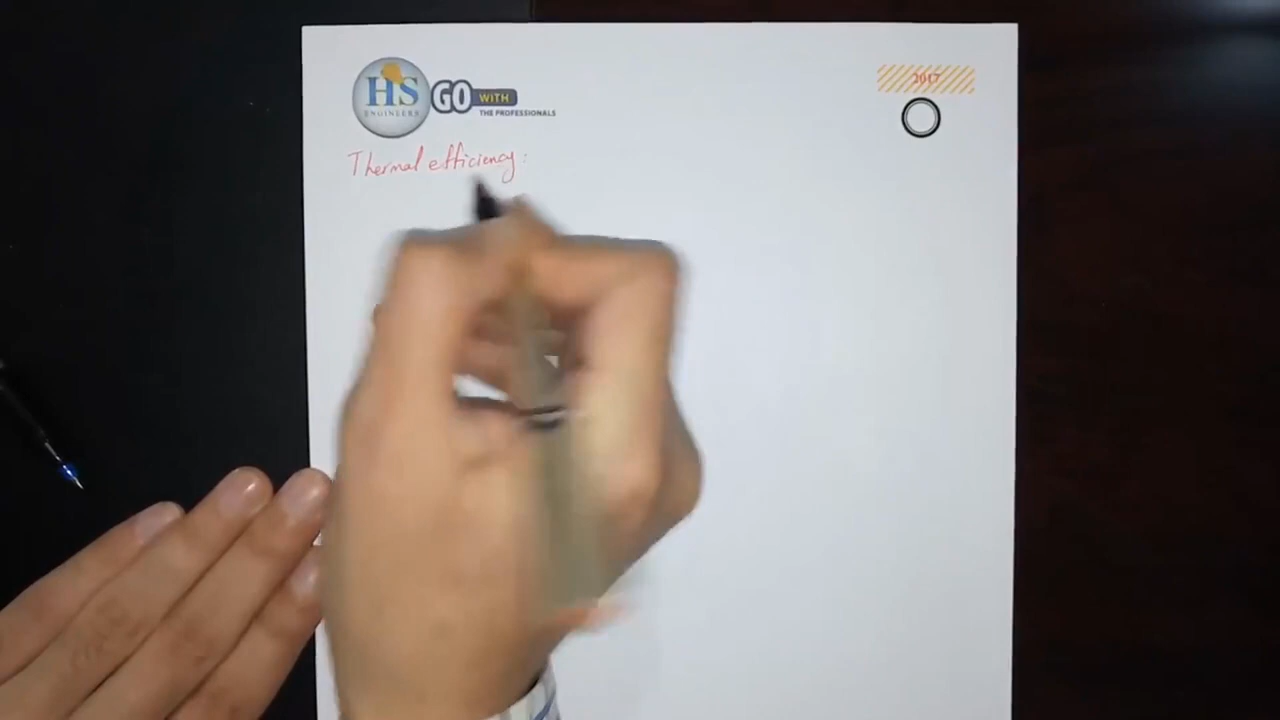 HS
ENGINEERS
GO WITH
THE PROFESSIONALS
2017
Thermal efficiency: